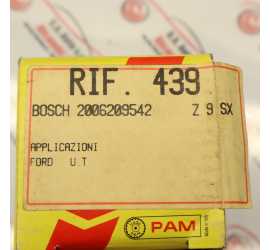 RIF. 439
BOSCH 2006209542 Z 9 SX
APPLICAZIONI
FORD U.T
PAM